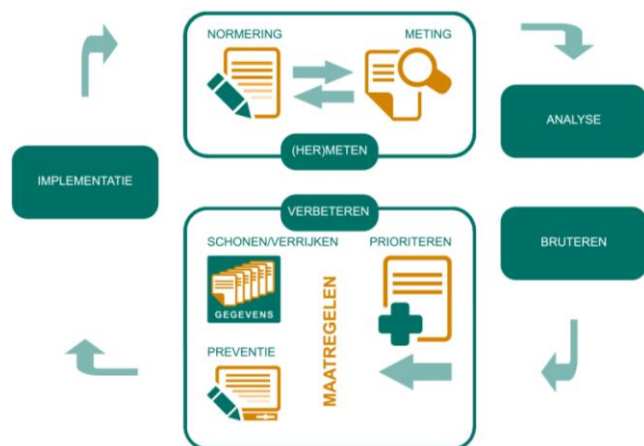 NORMERING
METING
(HER)METEN
ANALYSE
IMPLEMENTATIE
VERBETEREN
BRUTEREN
SCHONEN/VERRIJKEN
PRIORITEREN
GEGEVENS
MAATREGELEN
PREVENTIE